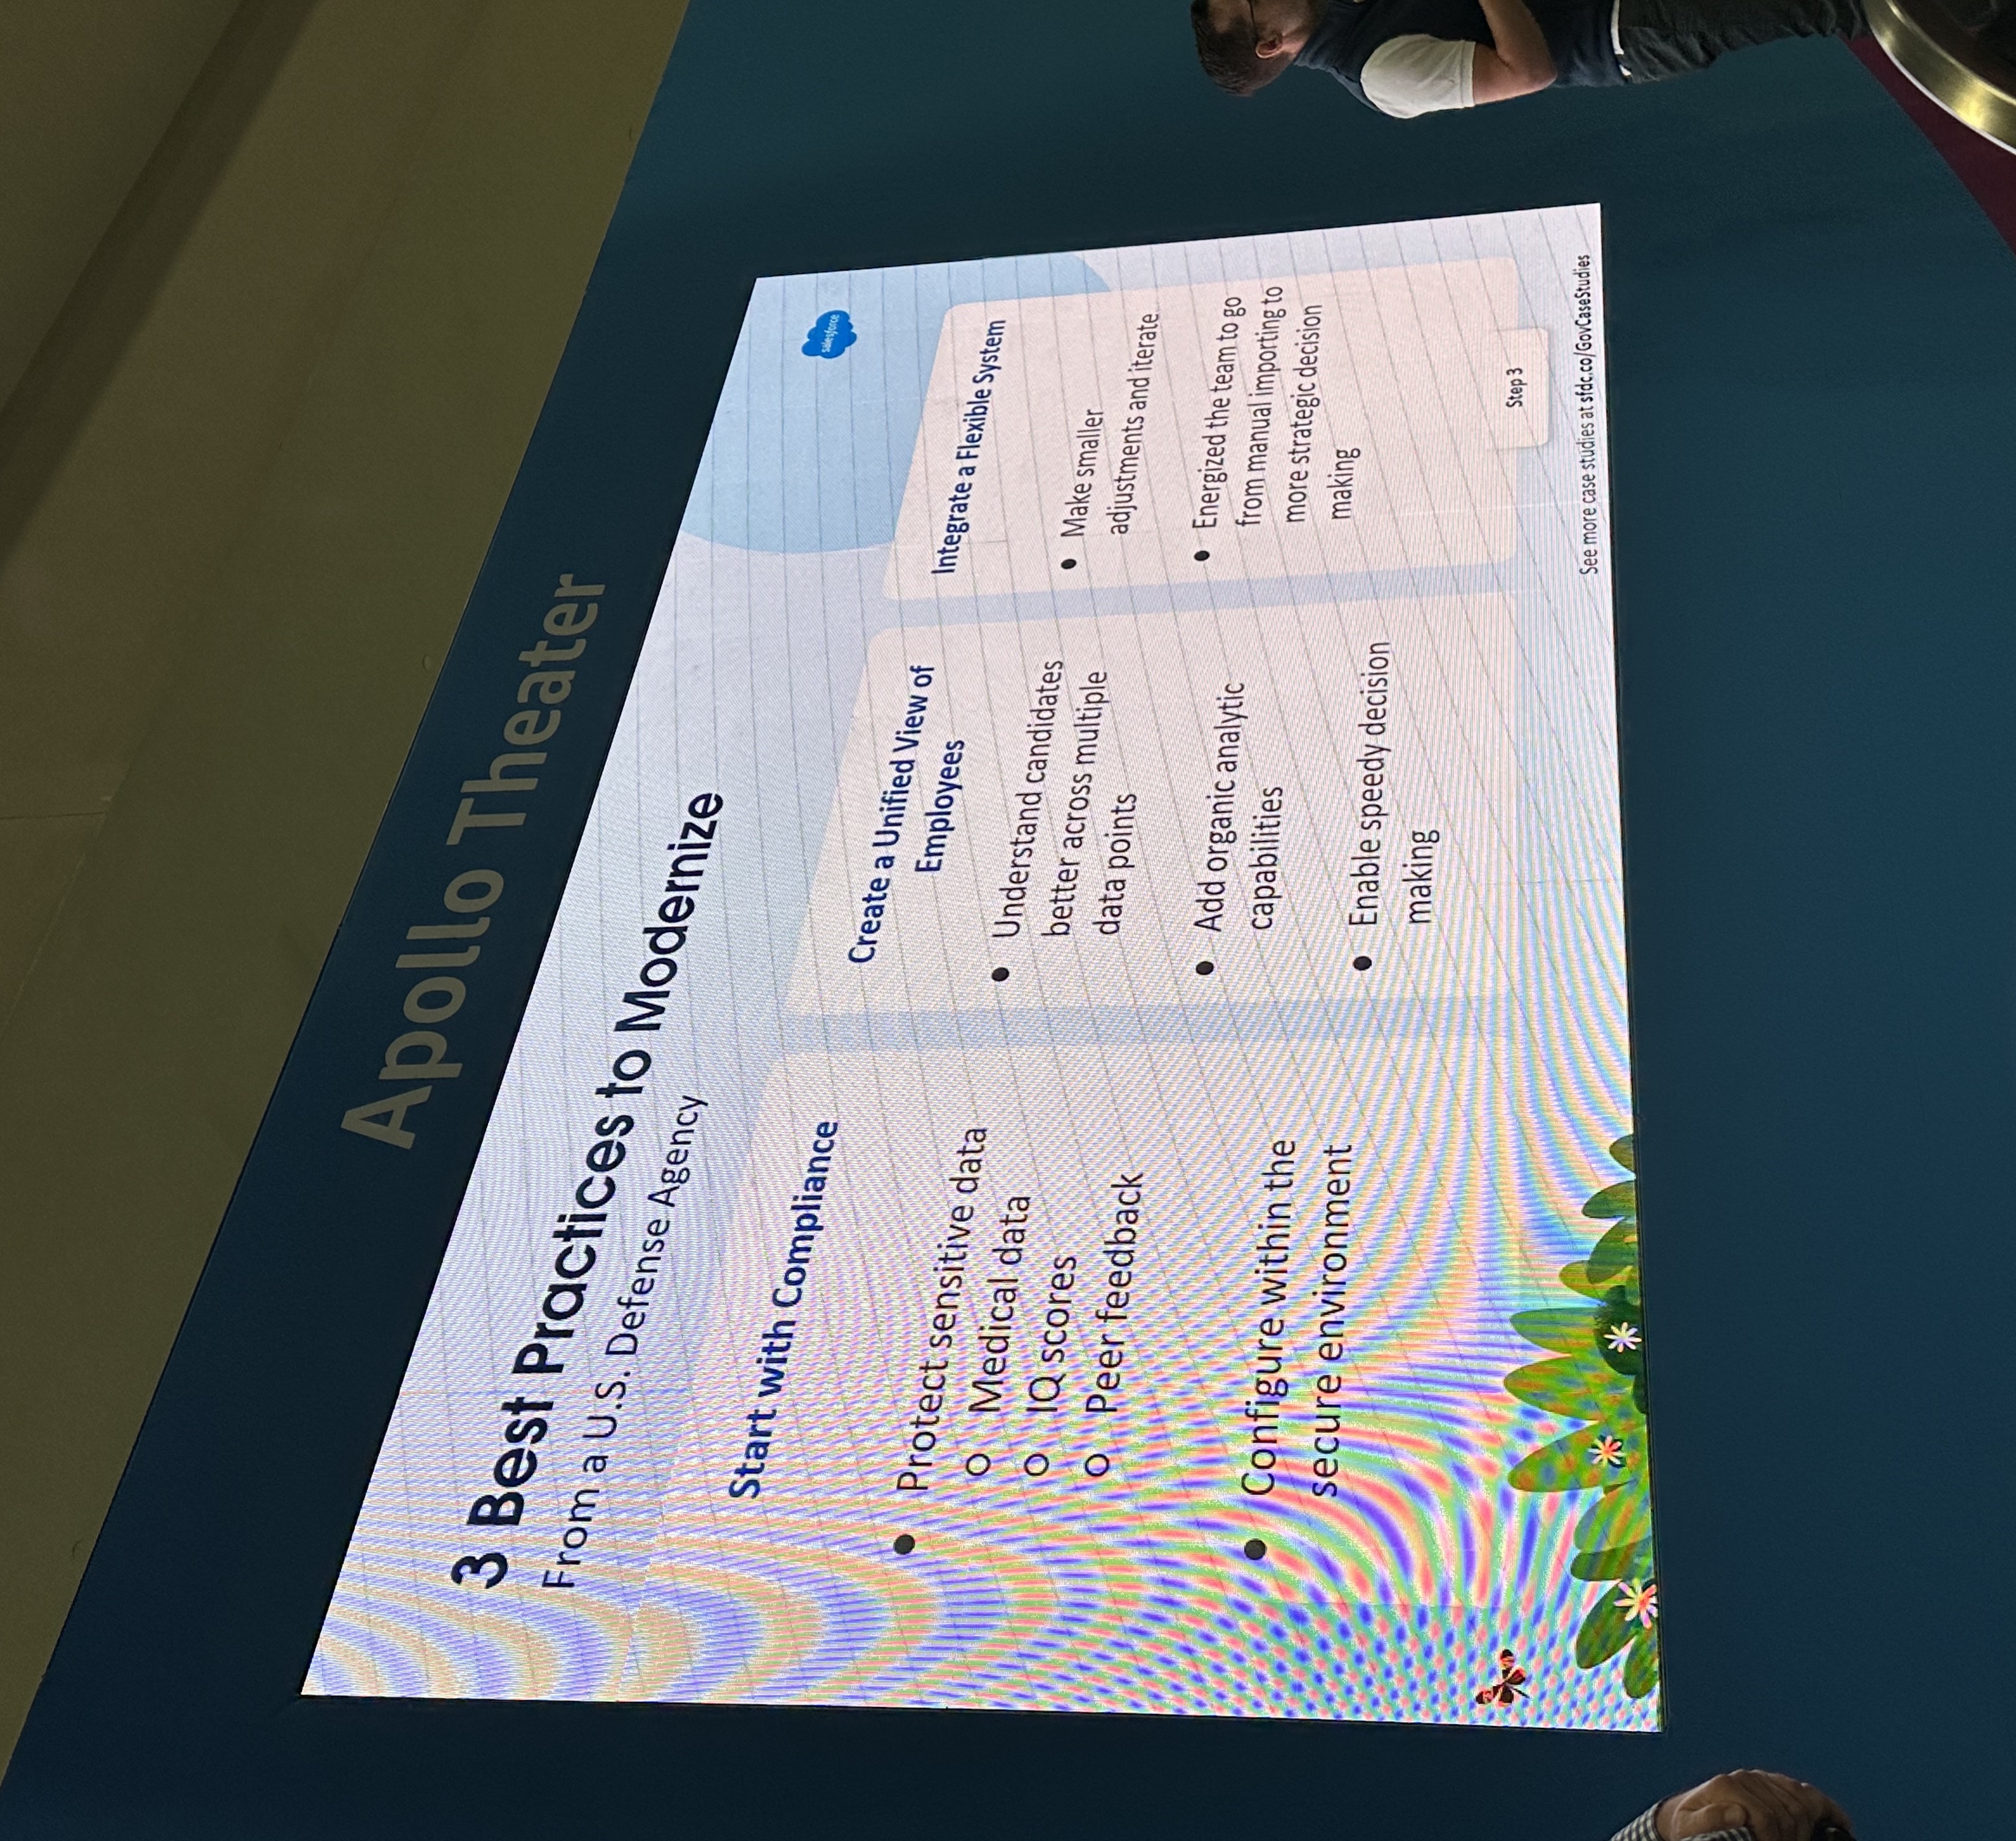 Apollo Theater
3 Best Practices to Modernize
From a U.S. Defense Agency
salesforce
Start with Compliance
● Protect sensitive data
o Medical data
o IQ scores
o Peer feedback
● Configure within the
secure environment
Create a Unified View of
Employees
● Understand candidates
better across multiple
data points
● Add organic analytic
capabilities
● Enable speedy decision
making
Integrate a Flexible System
● Make smaller
adjustments and iterate
● Energized the team to go
from manual importing to
more strategic decision
making
Step 3
See more case studies at sfdc.co/GovCaseStudies